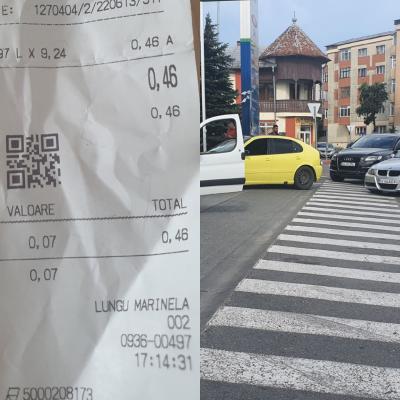 E: 1270404/2/220613/311
97 L X 9,24 0,46 A
0,46
0,46
VALOARE TOTAL
0,07 0,46
0,07
LUNGU MARINELA
002
0936-00497
17:14:31
5000208173